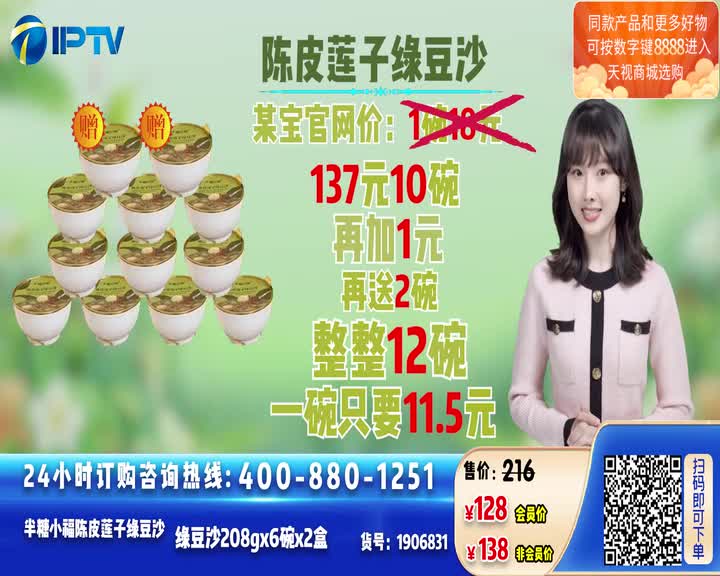 IPTV
同款产品和更多好物
可按数字键8888进入
天视商城选购
陈皮莲子绿豆沙
赠
赠
某宝官网价：1碗18元
137元10碗
再加1元
再送2碗
整整12碗
一碗只要11.5元
24小时订购咨询热线:400-880-1251
半糖小福陈皮莲子绿豆沙
绿豆沙208gx6碗x2盒
货号：1906831
售价：216
¥128 会员价
¥138 非会员价
扫码即可下单